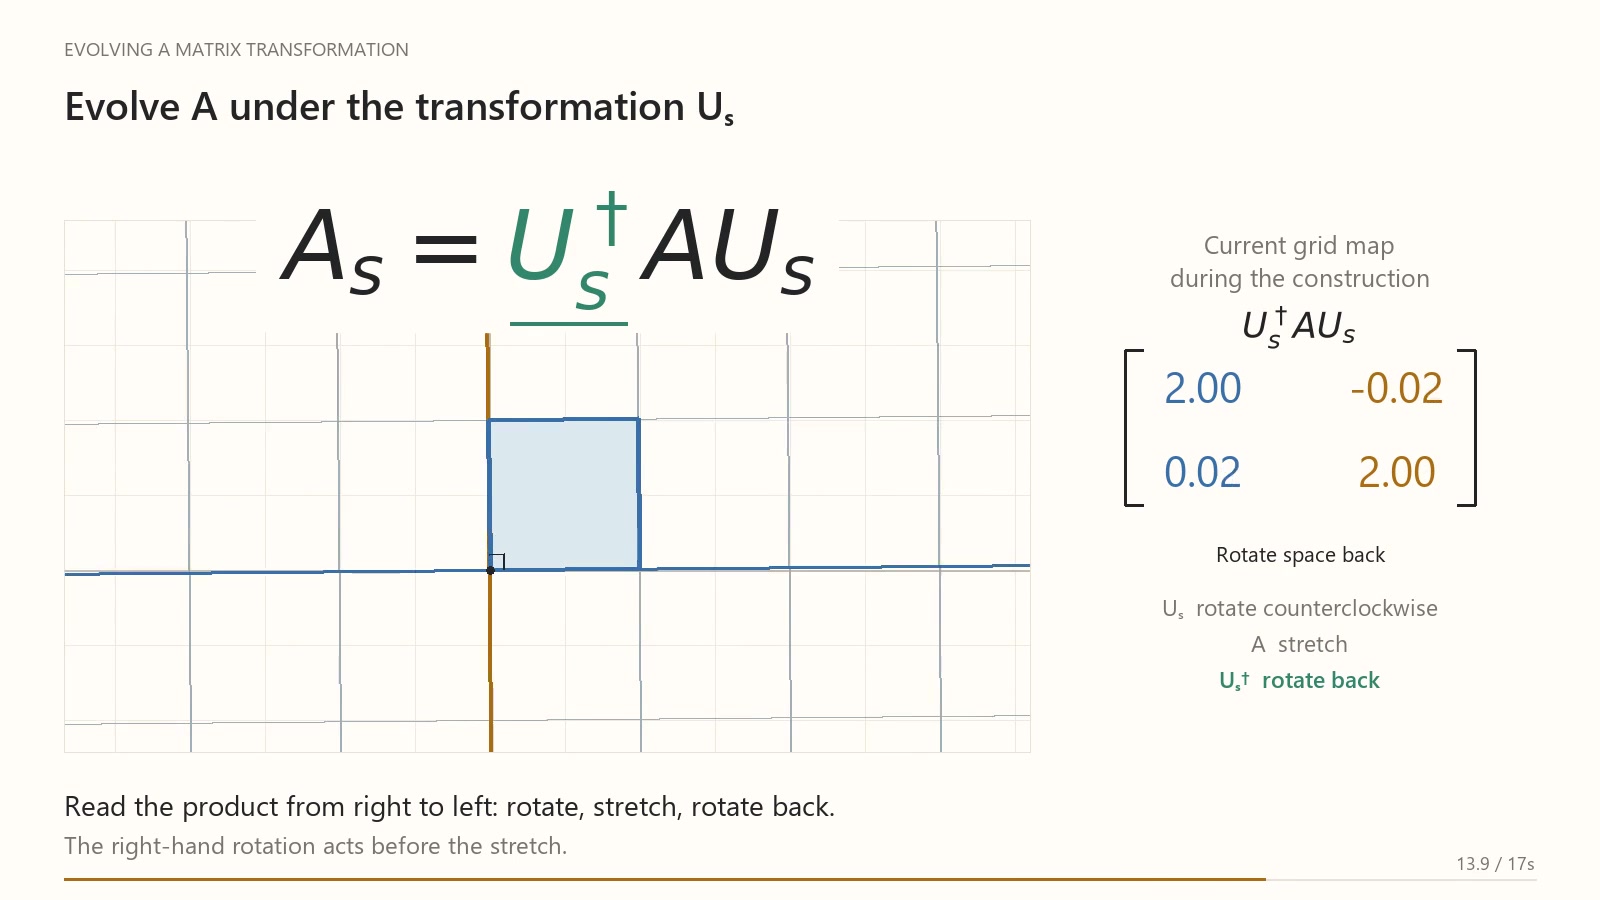 EVOLVING A MATRIX TRANSFORMATION
Evolve A under the transformation Uₛ
Aₛ = Uₛ†AUₛ
Current grid map
during the construction
Uₛ†AUₛ
2.00 -0.02
0.02 2.00
Rotate space back
Uₛ rotate counterclockwise
A stretch
Uₛ† rotate back
Read the product from right to left: rotate, stretch, rotate back.
The right-hand rotation acts before the stretch.
13.9 / 17s